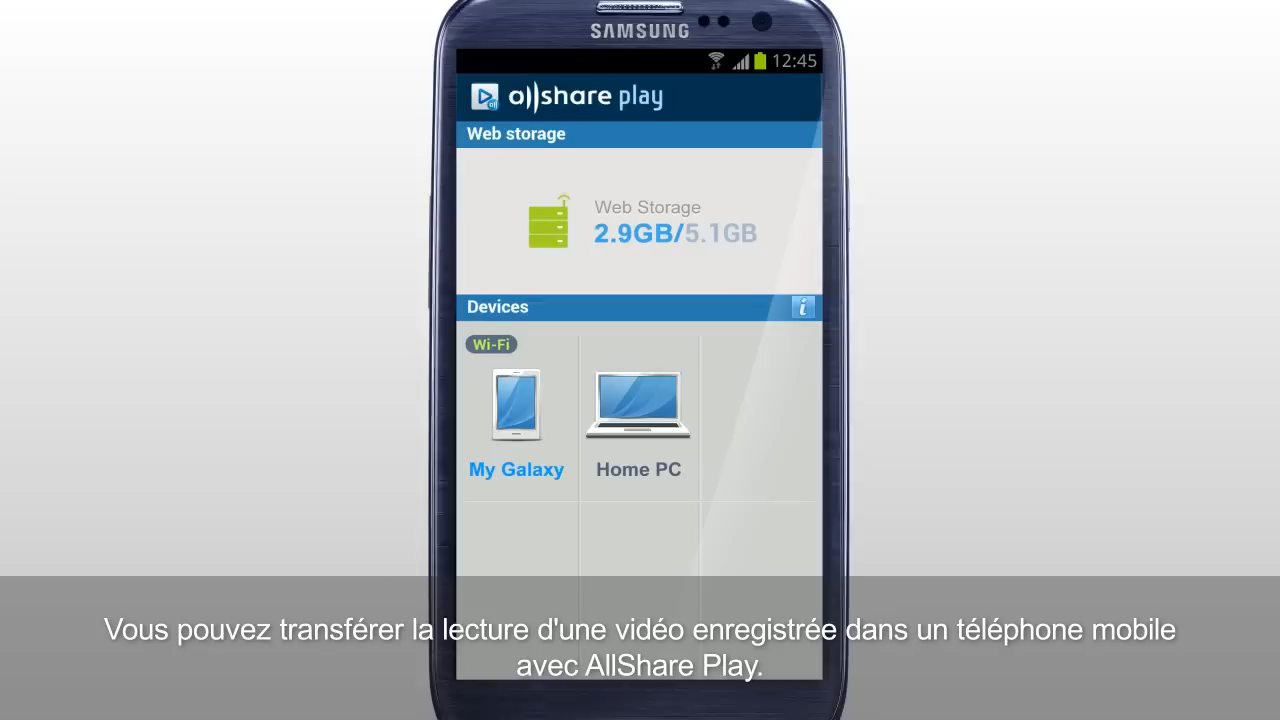 SAMSUNG
12:45
allshare play
Web storage
Web Storage
2.9GB/5.1GB
Devices
i
Wi-Fi
My Galaxy
Home PC
Vous pouvez transférer la lecture d'une vidéo enregistrée dans un téléphone mobile
avec AllShare Play.